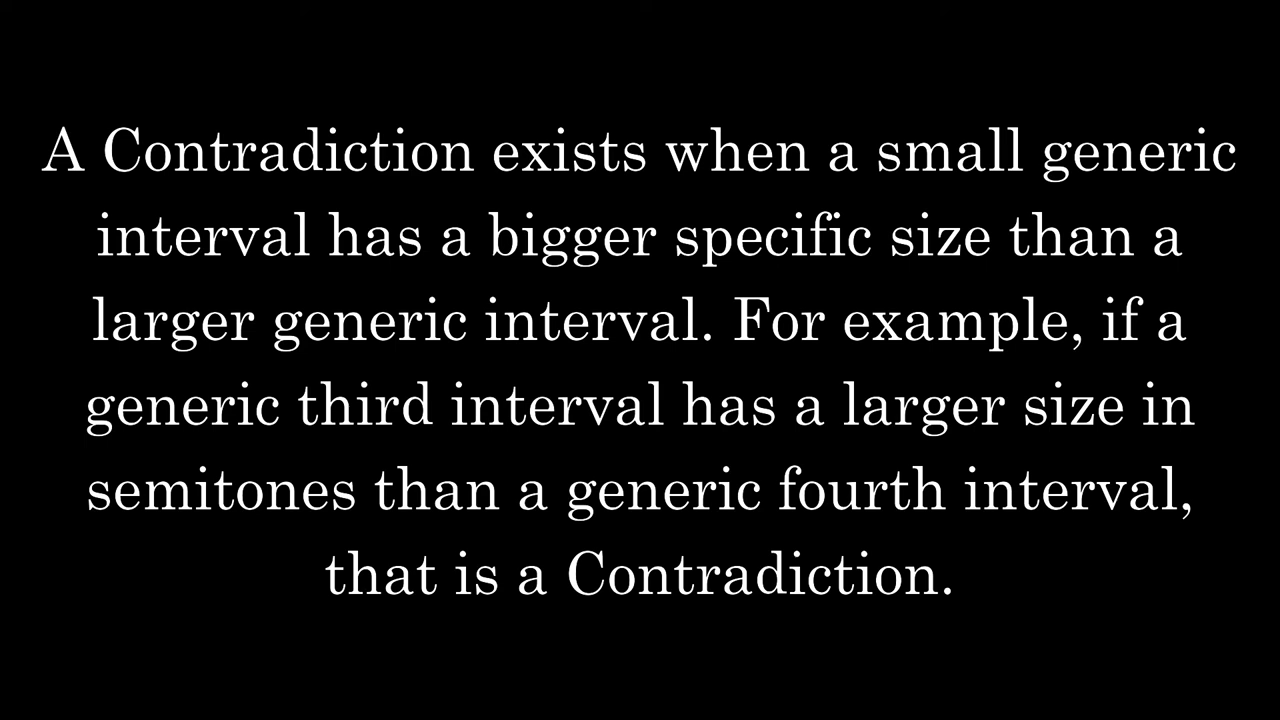 A Contradiction exists when a small generic
interval has a bigger specific size than a
larger generic interval. For example, if a
generic third interval has a larger size in
semitones than a generic fourth interval,
that is a Contradiction.